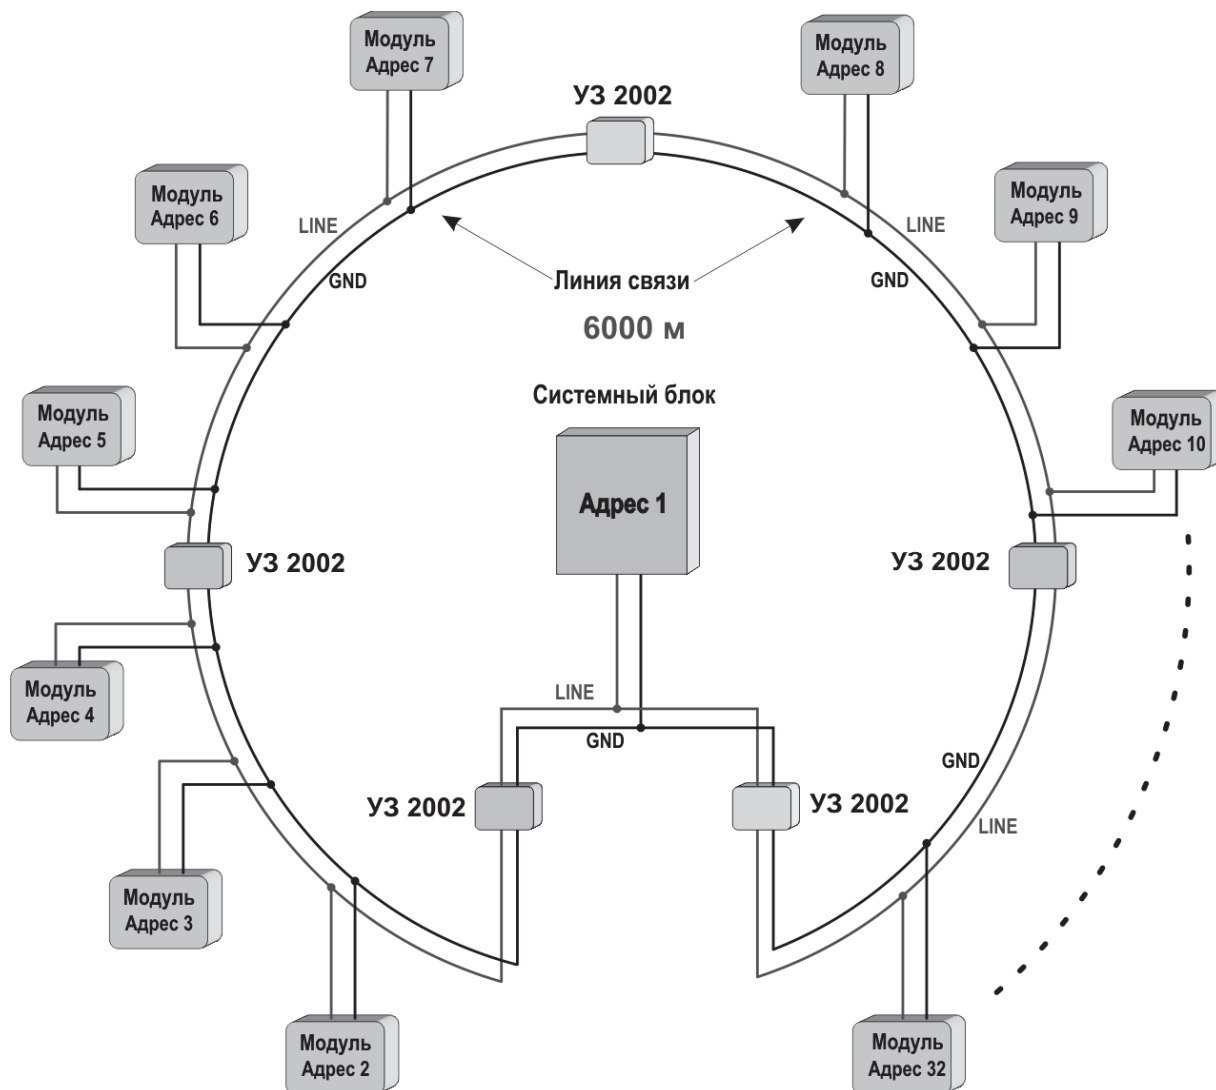 Модуль
Адрес 7
Модуль
Адрес 8
УЗ 2002
Модуль
Адрес 6
Модуль
Адрес 9
LINE
LINE
GND
Линия связи
GND
6000 м
Системный блок
Модуль
Адрес 5
Модуль
Адрес 10
Адрес 1
УЗ 2002
УЗ 2002
Модуль
Адрес 4
LINE
GND
GND
УЗ 2002
УЗ 2002
LINE
Модуль
Адрес 3
Модуль
Адрес 2
Модуль
Адрес 32